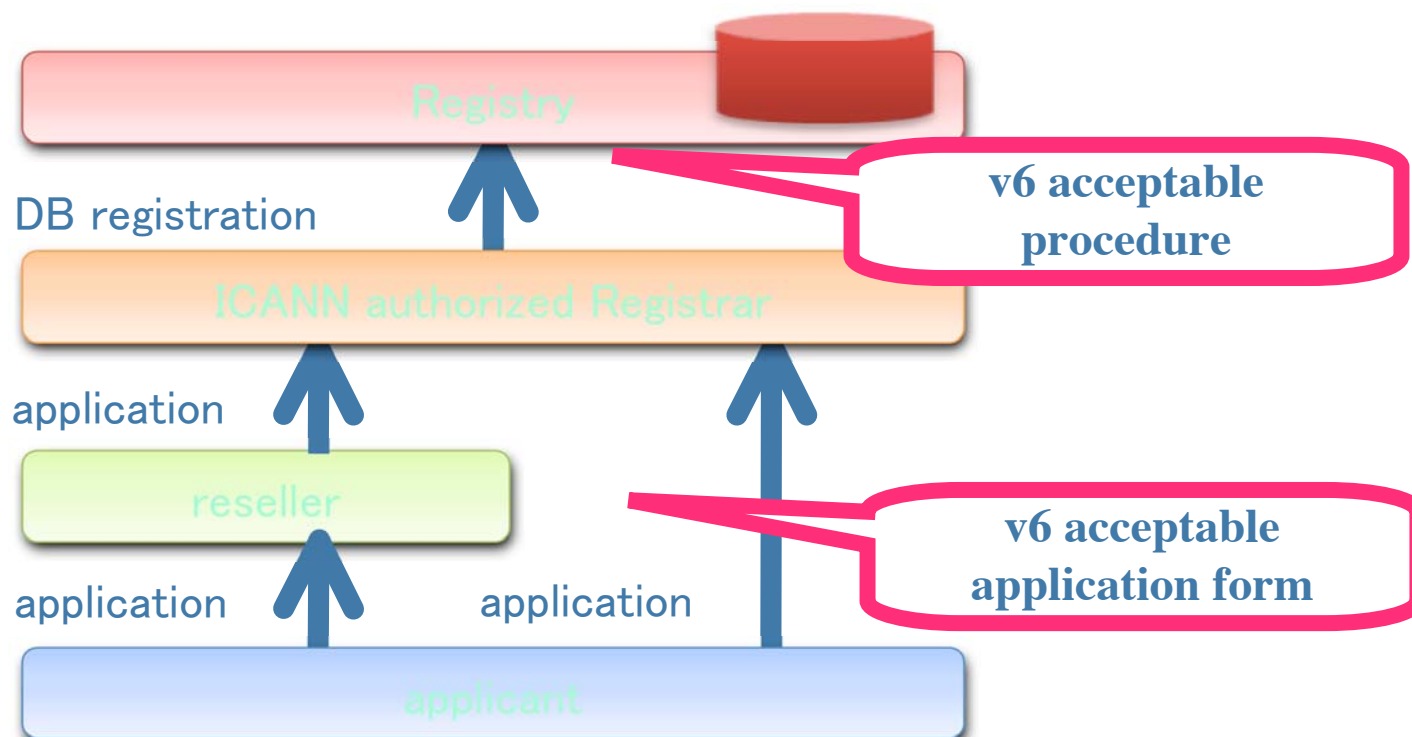 Registry
v6 acceptable
procedure
DB registration
ICANN authorized Registrar
application
reseller
v6 acceptable
application form
application
application
applicant